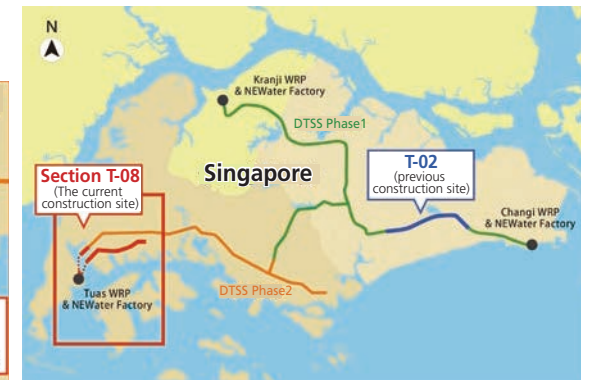 N
Kranji WRP
& NEWater Factory
DTSS Phase1
Singapore
T-02
(previous
construction site)
Section T-08
(The current
construction site)
Changi WRP
& NEWater Factory
Tuas WRP
& NEWater Factory
DTSS Phase2